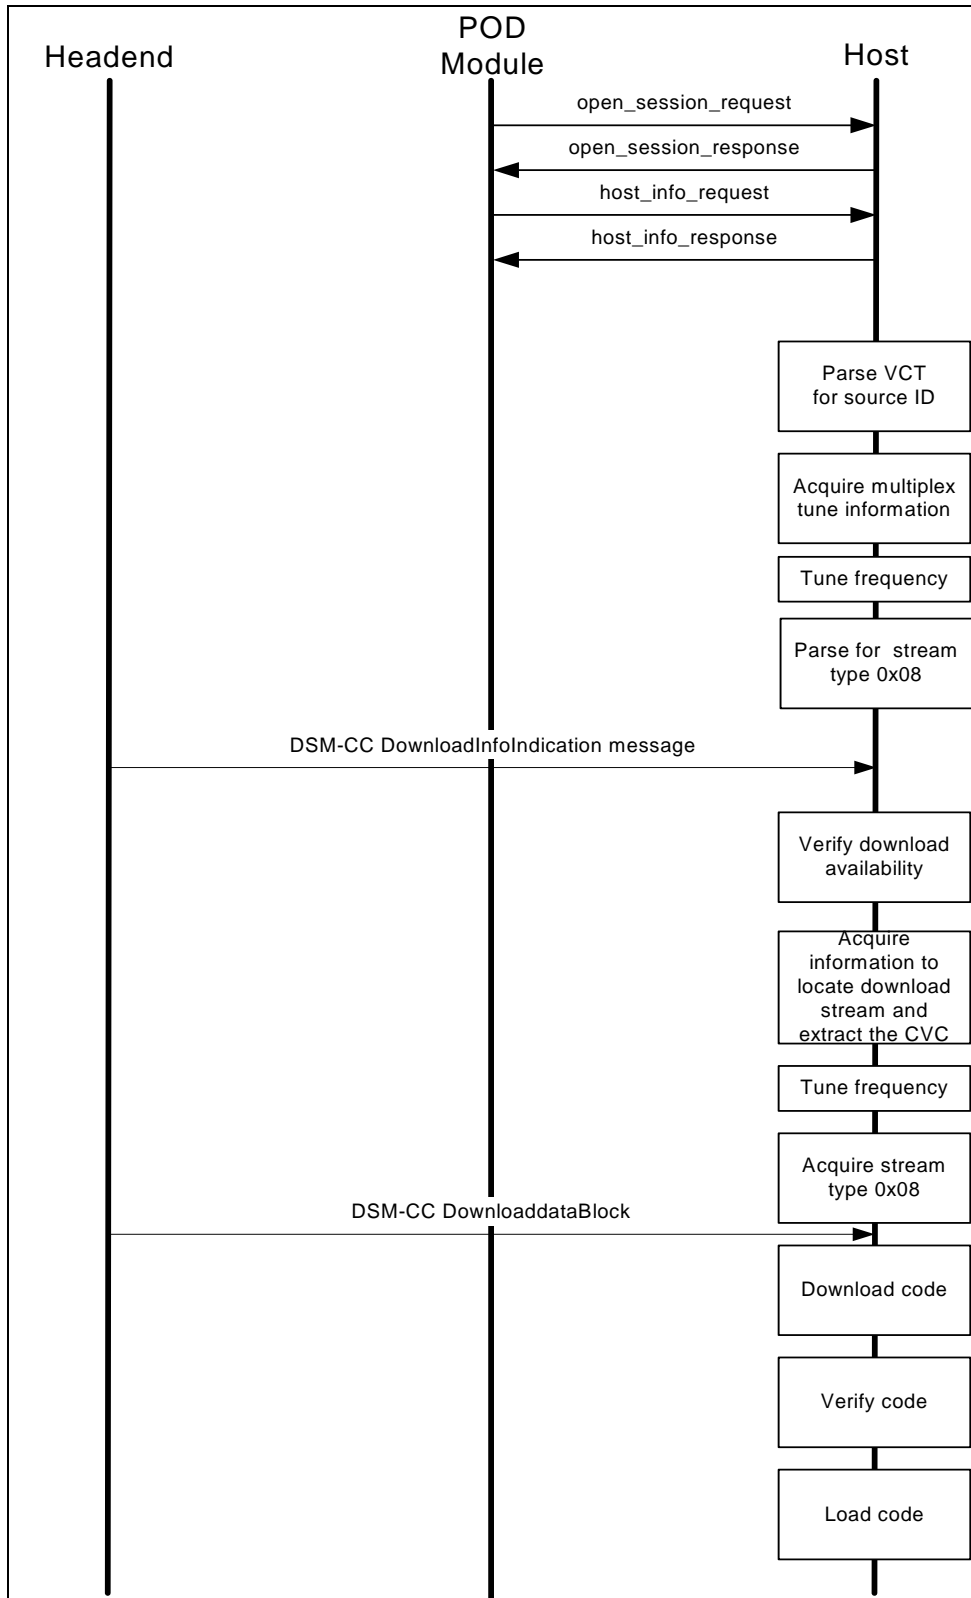 Headend
POD
Module
Host
open_session_request
open_session_response
host_info_request
host_info_response
Parse VCT
for source ID
Acquire multiplex
tune information
Tune frequency
Parse for stream
type 0x08
DSM-CC DownloadInfoIndication message
Verify download
availability
Acquire
information to
locate download
stream and
extract the CVC
Tune frequency
Acquire stream
type 0x08
DSM-CC DownloaddataBlock
Download code
Verify code
Load code